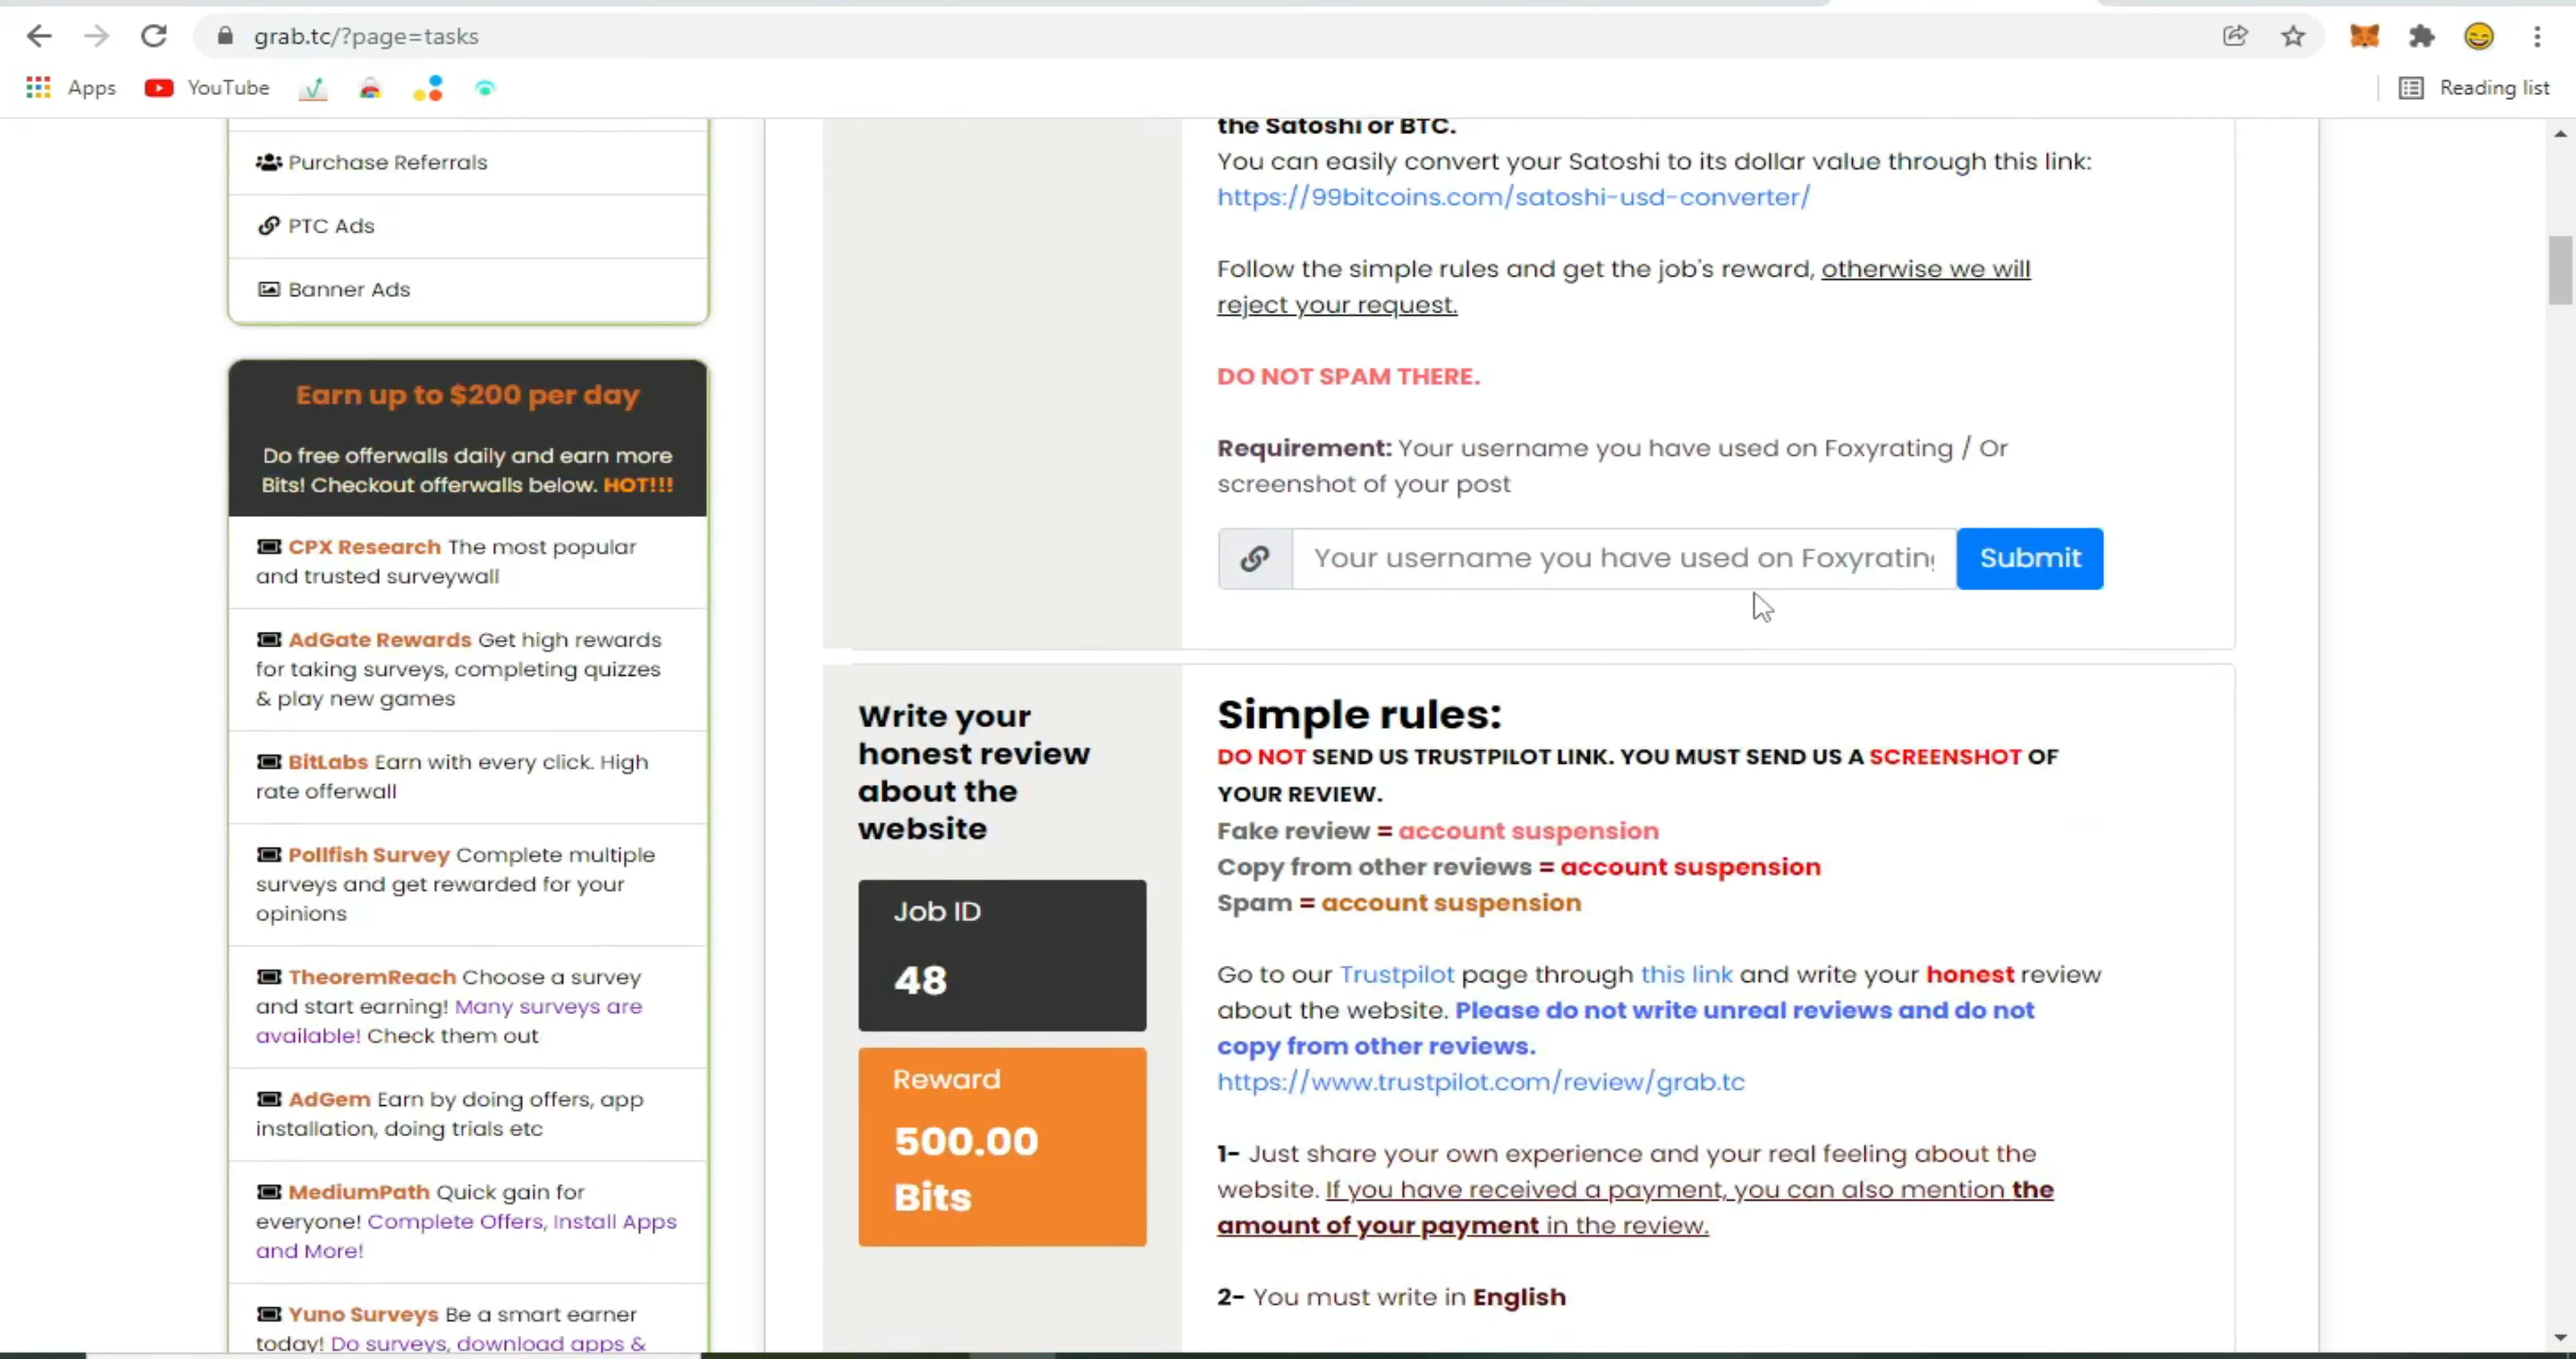 grab.tc/?page=tasks
Apps
YouTube
Reading list
Purchase Referrals
PTC Ads
Banner Ads
Earn up to $200 per day
Do free offerwalls daily and earn more
Bits! Checkout offerwalls below. HOT!!!
CPX Research The most popular
and trusted surveywall
AdGate Rewards Get high rewards
for taking surveys, completing quizzes
& play new games
BitLabs Earn with every click. High
rate offerwall
Pollfish Survey Complete multiple
surveys and get rewarded for your
opinions
TheoremReach Choose a survey
and start earning! Many surveys are
available! Check them out
AdGem Earn by doing offers, app
installation, doing trials etc
MediumPath Quick gain for
everyone! Complete Offers, Install Apps
and More!
Yuno Surveys Be a smart earner
today! Do surveys, download apps &
the Satoshi or BTC.
You can easily convert your Satoshi to its dollar value through this link:
https://99bitcoins.com/satoshi-usd-converter/
Follow the simple rules and get the job's reward, otherwise we will
reject your request.
DO NOT SPAM THERE.
Requirement: Your username you have used on Foxyrating / Or
screenshot of your post
Your username you have used on Foxyrating
Submit
Write your
honest review
about the
website
Job ID
48
Reward
500.00
Bits
Simple rules:
DO NOT SEND US TRUSTPILOT LINK. YOU MUST SEND US A SCREENSHOT OF
YOUR REVIEW.
Fake review = account suspension
Copy from other reviews = account suspension
Spam = account suspension
Go to our Trustpilot page through this link and write your honest review
about the website. Please do not write unreal reviews and do not
copy from other reviews.
https://www.trustpilot.com/review/grab.tc
1- Just share your own experience and your real feeling about the
website. If you have received a payment, you can also mention the
amount of your payment in the review.
2- You must write in English